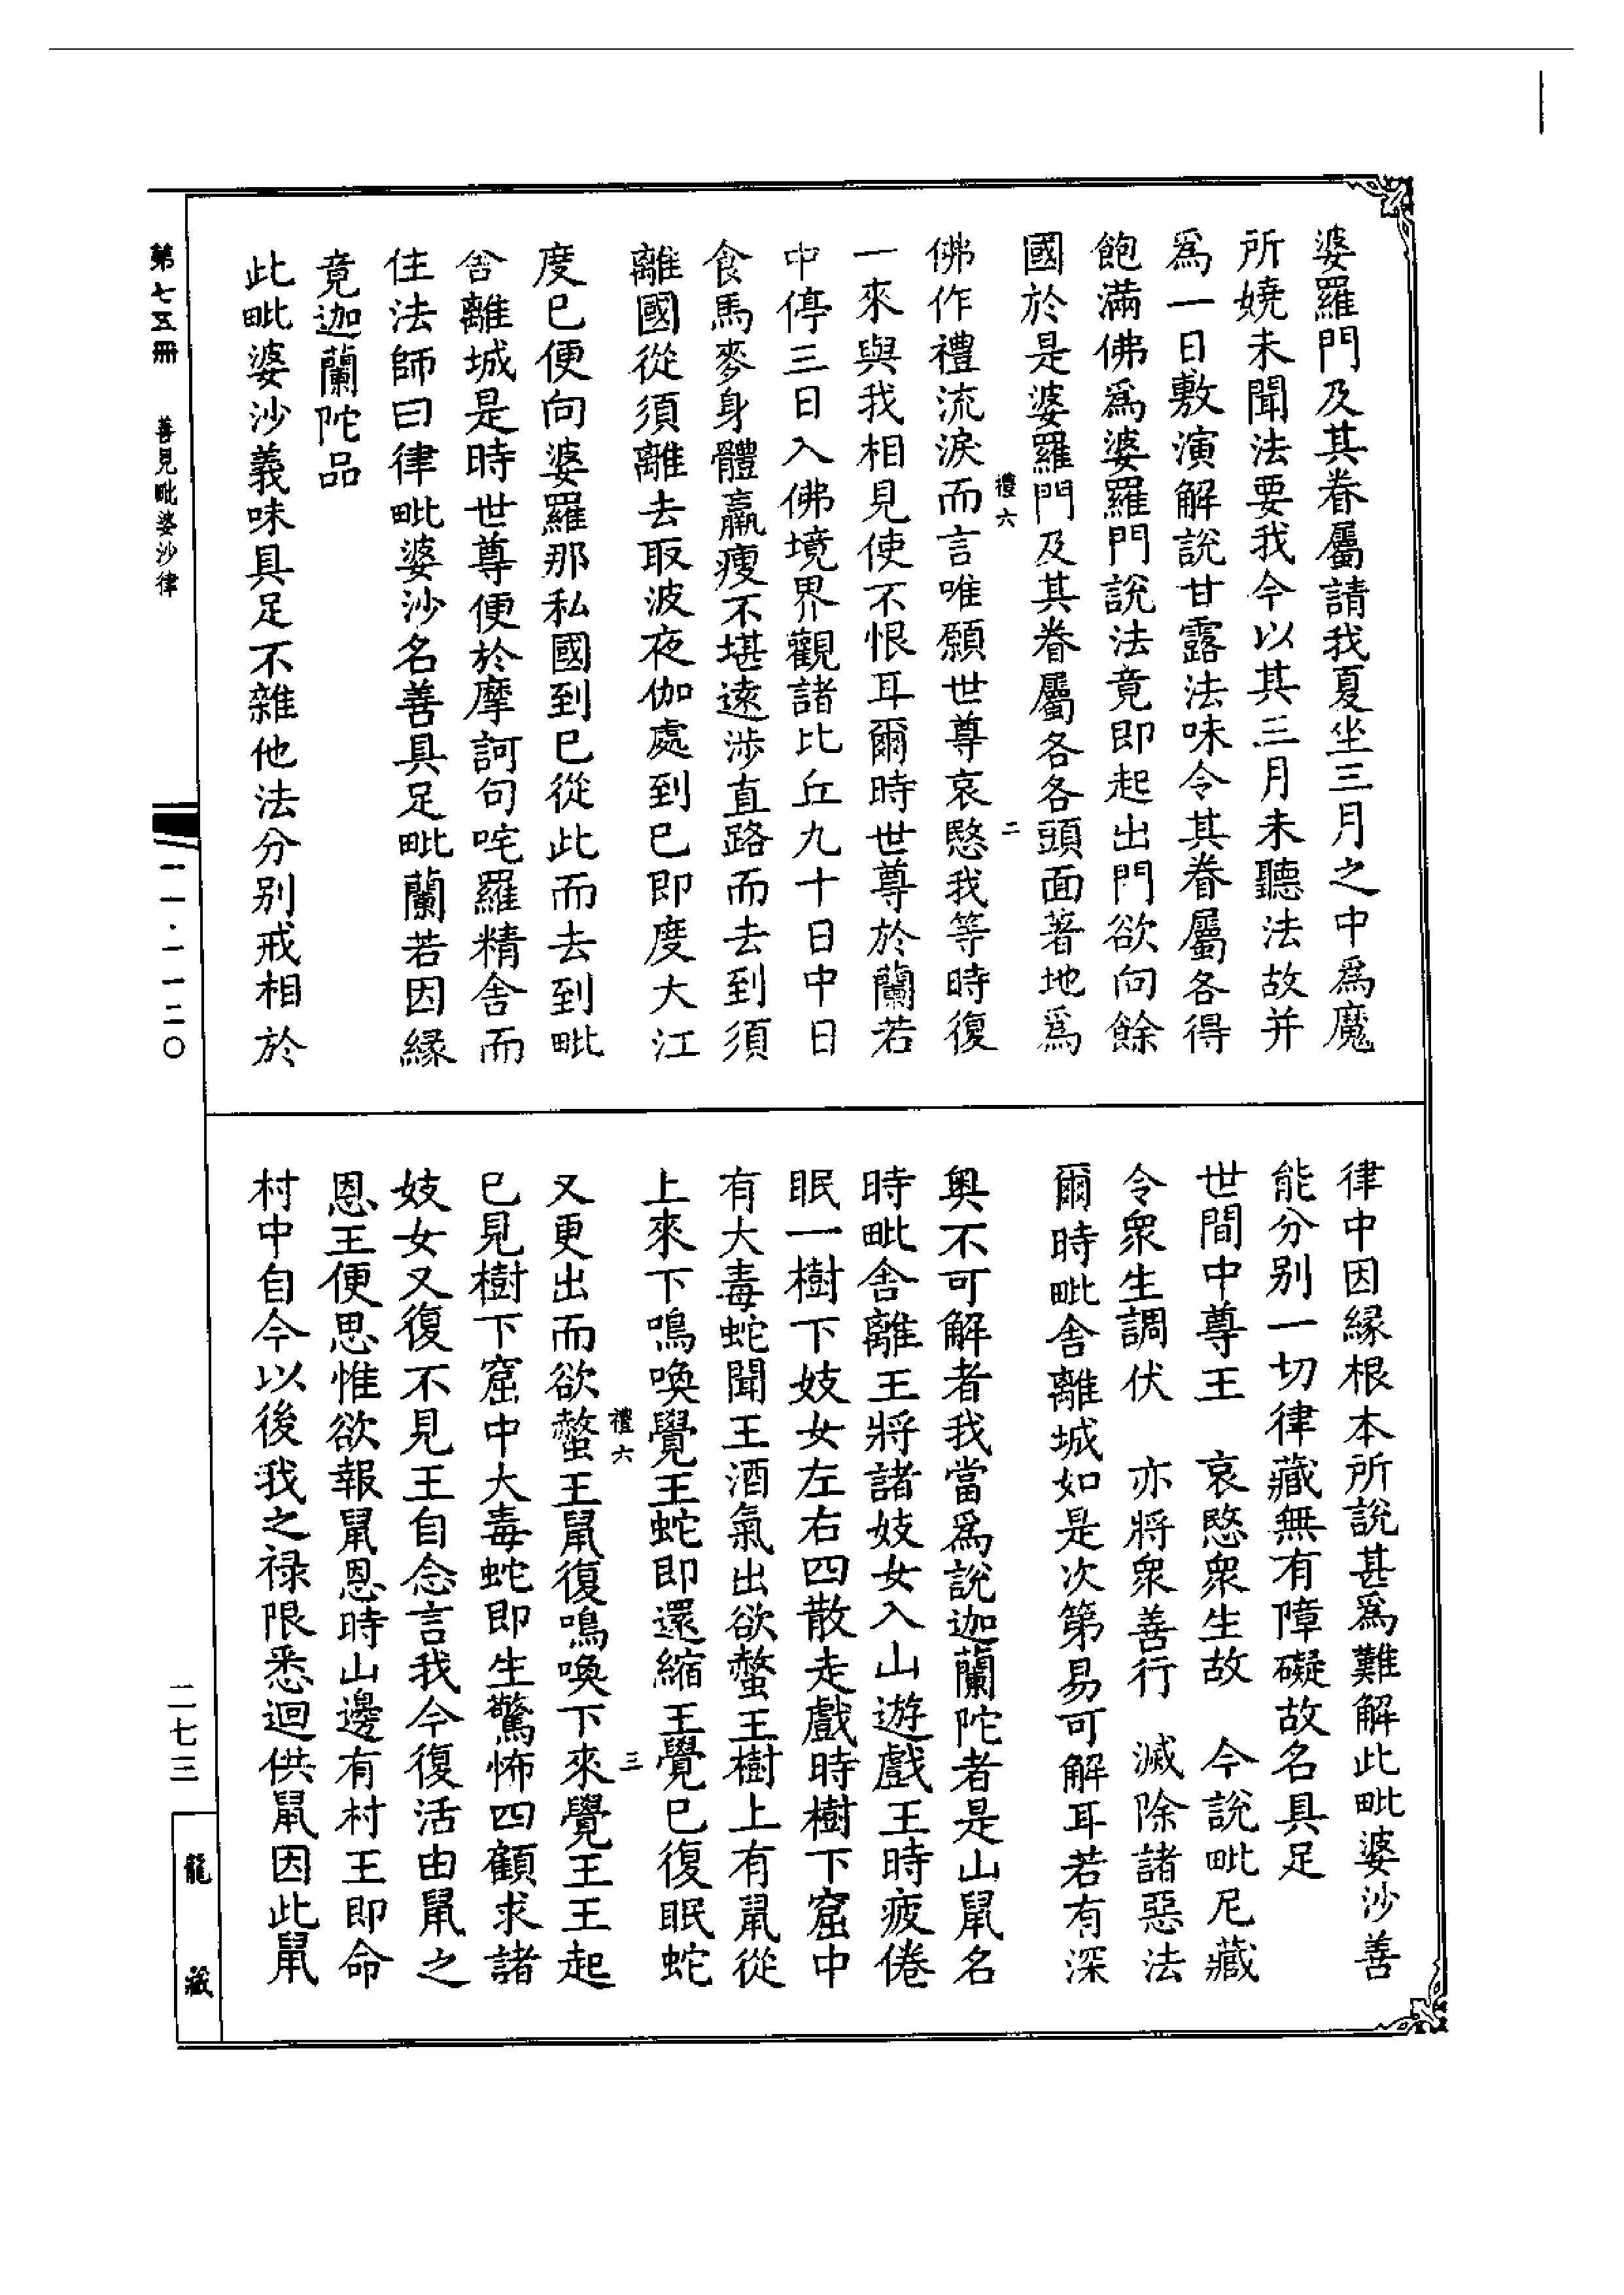 婆羅門及其眷屬請我夏坐三月之中爲魔
所嬈未聞法要我今以其三月未聽法故并
爲一日敷演解說甘露法味令其眷屬各得
飽滿佛爲婆羅門說法竟即起出門欲向餘
國於是婆羅門及其眷屬各各頭面著地爲
禮六 二
佛作禮流淚而言唯願世尊哀愍我等時復
一來與我相見使不恨耳爾時世尊於蘭若
中停三日入佛境界觀諸比丘九十日中日
食馬麥身體羸瘦不堪遠涉直路而去到須
離國從須離去取波夜伽處到已即度大江
度已便向婆羅那私國到已從此而去到毗
舍離城是時世尊便於摩訶句咤羅精舍而
住法師曰律毗婆沙名善具足毗蘭若因緣
竟迦蘭陀品
此毗婆沙義味具足不雜他法分別戒相於
律中因緣根本所說甚爲難解此毗婆沙善
能分別一切律藏無有障礙故名具足
世間中尊王 哀愍衆生故 今說毗尼藏
令衆生調伏 亦將衆善行 滅除諸惡法
爾時毗舍離城如是次第易可解耳若有深
奥不可解者我當爲說迦蘭陀者是山鼠名
時毗舍離王將諸妓女入山遊戲王時疲倦
眠一樹下妓女左右四散走戲時樹下窟中
有大毒蛇聞王酒氣出欲螫王樹上有鼠從
上來下鳴喚覺王蛇即還縮王覺已復眠蛇
禮六 三
又更出而欲螫王鼠復鳴喚下來覺王王起
已見樹下窟中大毒蛇即生驚怖四顧求諸
妓女又復不見王自念言我今復活由鼠之
恩王便思惟欲報鼠恩時山邊有村王即命
村中自今以後我之祿限悉迴供鼠因此鼠
第七五冊 善見毗婆沙律
一一·一一二〇
二七三
龍藏